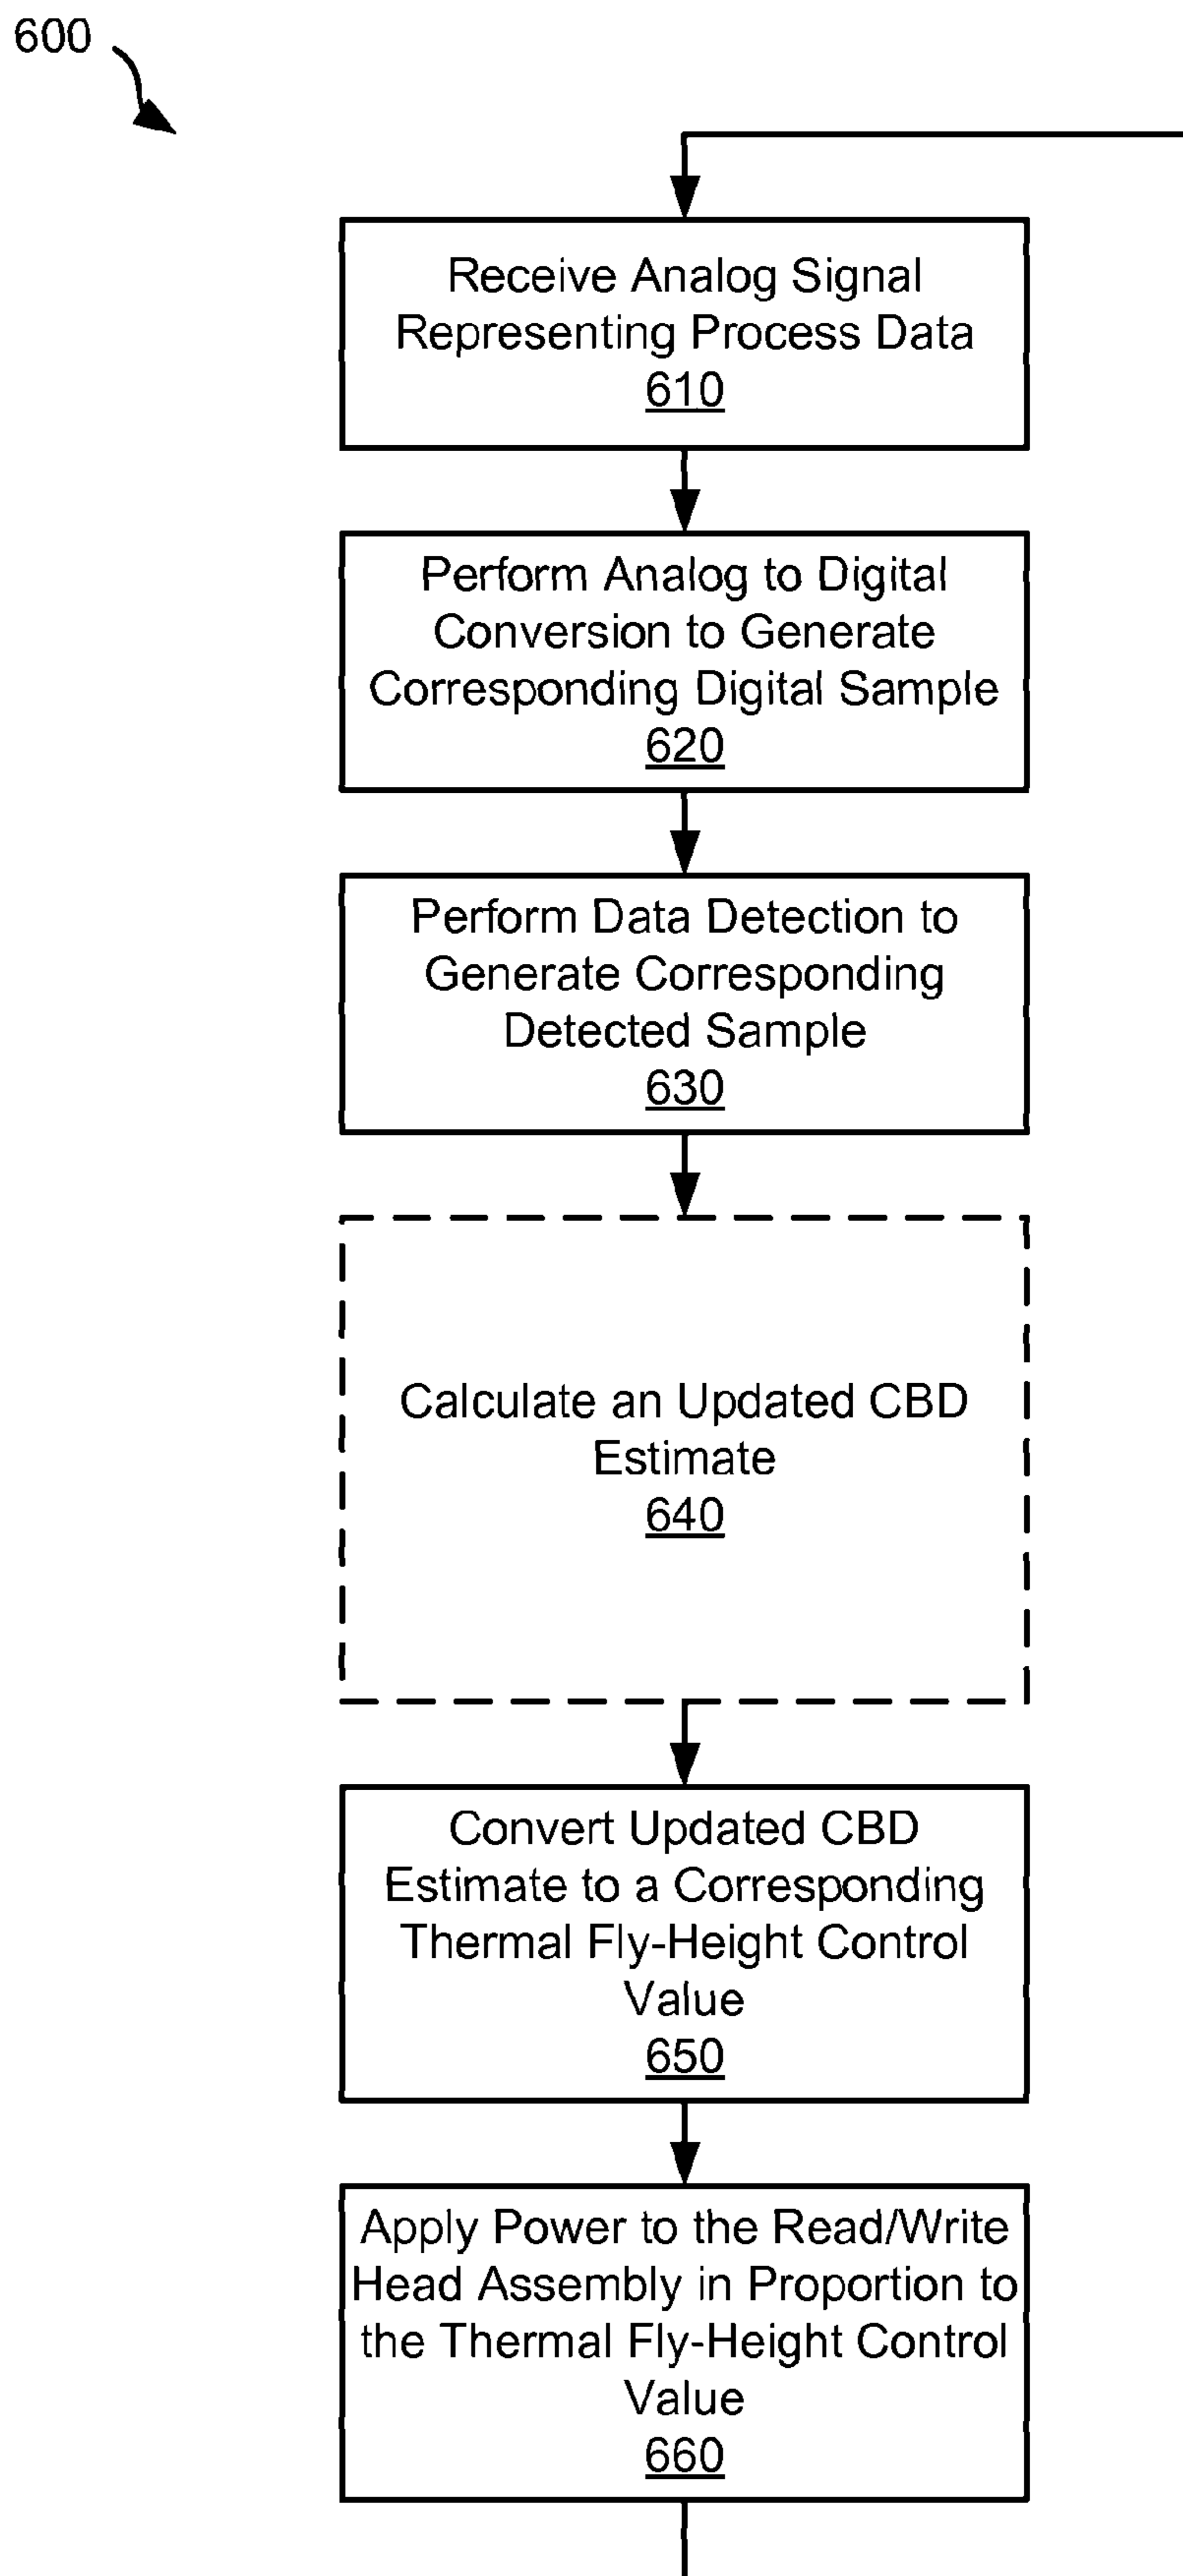 600
Receive Analog Signal
Representing Process Data
610
Perform Analog to Digital
Conversion to Generate
Corresponding Digital Sample
620
Perform Data Detection to
Generate Corresponding
Detected Sample
630
Calculate an Updated CBD
Estimate
640
Convert Updated CBD
Estimate to a Corresponding
Thermal Fly-Height Control
Value
650
Apply Power to the Read/Write
Head Assembly in Proportion to
the Thermal Fly-Height Control
Value
660